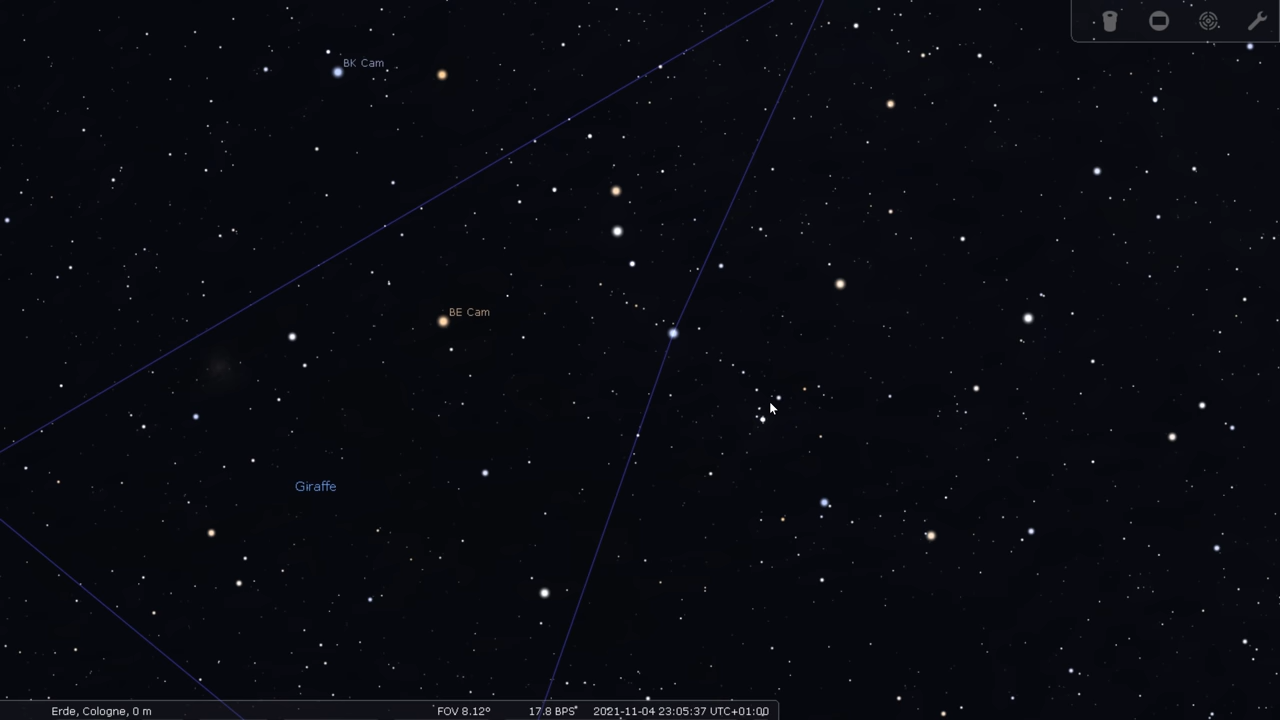 BK Cam
BE Cam
Giraffe
Erde, Cologne, 0 m FOV 8.12° 17.8 BPS 2021-11-04 23:05:37 UTC+01:00